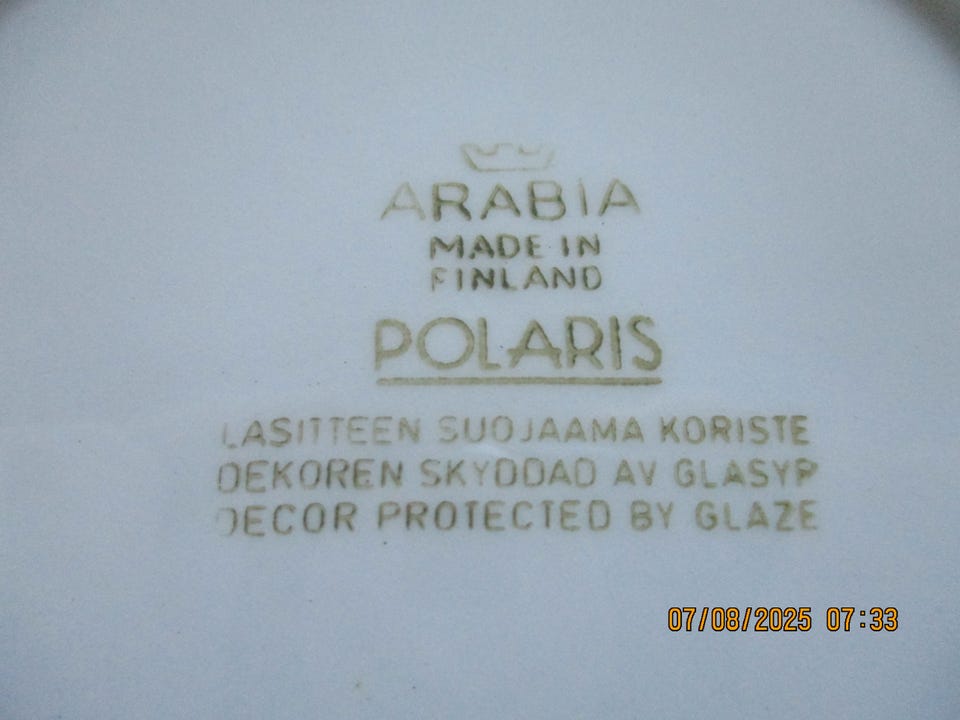 ARABIA
MADE IN
FINLAND
POLARIS
LASITTEEN SUOJAAMA KORISTE
DEKOREN SKYDDAD AV GLASYR
DECOR PROTECTED BY GLAZE
07/08/2025 07:33